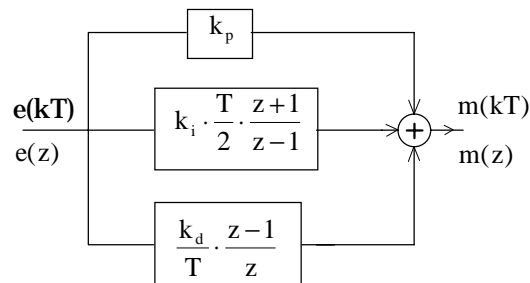 k_p
e(kT)
e(z)
k_i · T/2 · z+1/z−1
+
m(kT)
m(z)
k_d/T · z−1/z